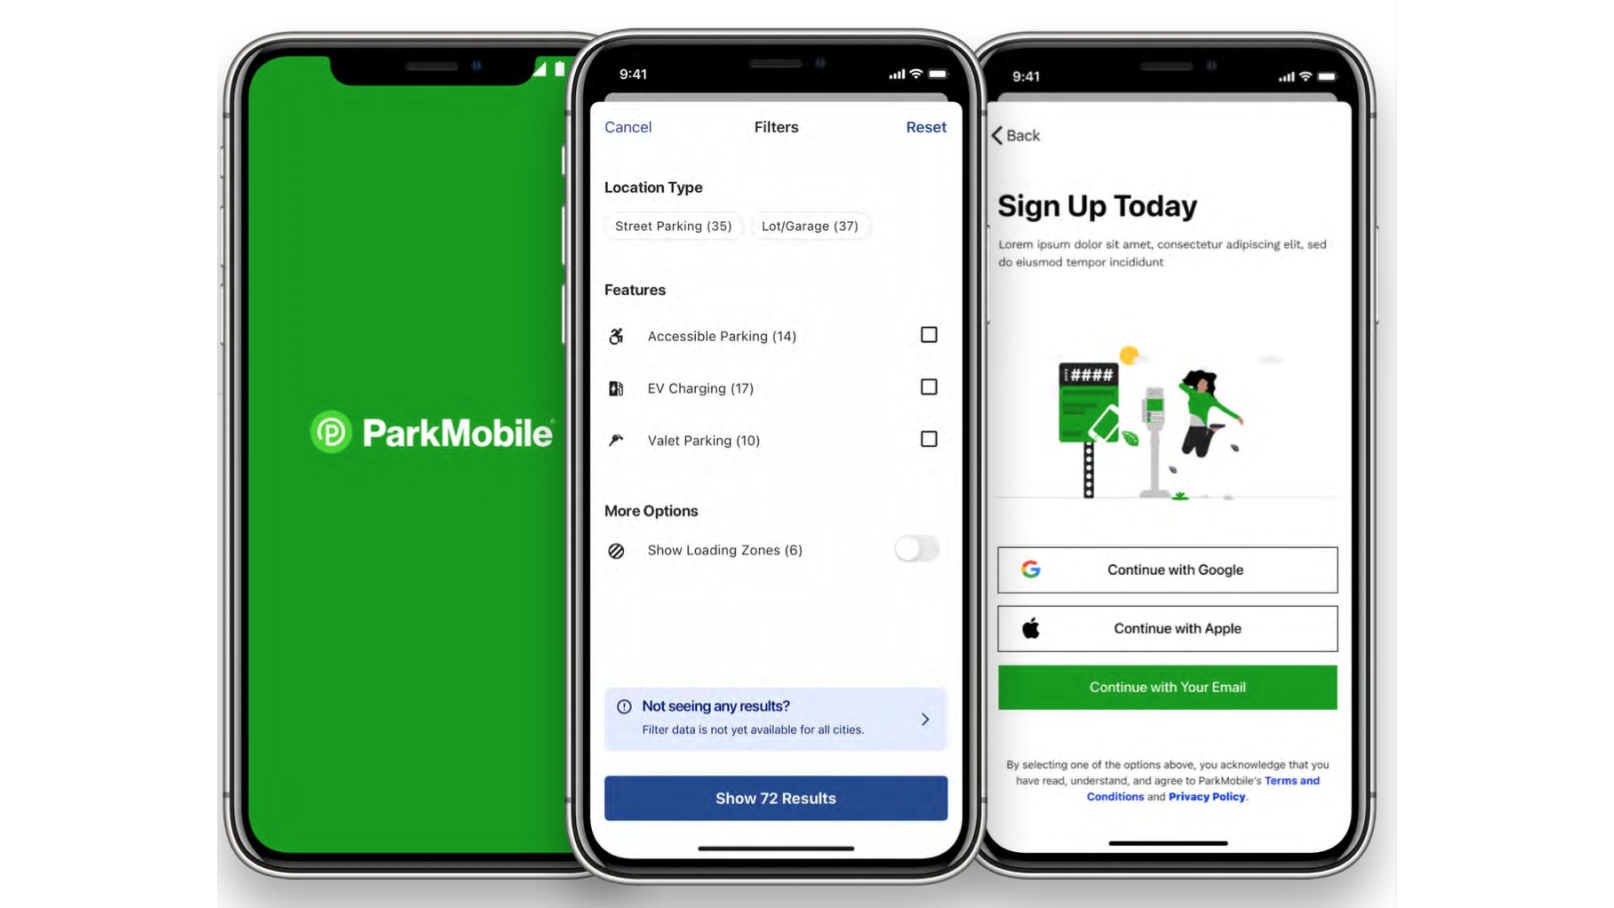 ParkMobile
9:41
Cancel
Filters
Reset
Location Type
Street Parking (35)
Lot/Garage (37)
Features
Accessible Parking (14)
EV Charging (17)
Valet Parking (10)
More Options
Show Loading Zones (6)
Not seeing any results?
Filter data is not yet available for all cities.
Show 72 Results
9:41
Back
Sign Up Today
Lorem ipsum dolor sit amet, consectetur adipiscing elit, sed
do eiusmod tempor incididunt
####
Continue with Google
Continue with Apple
Continue with Your Email
By selecting one of the options above, you acknowledge that you
have read, understand, and agree to ParkMobile's Terms and
Conditions and Privacy Policy.